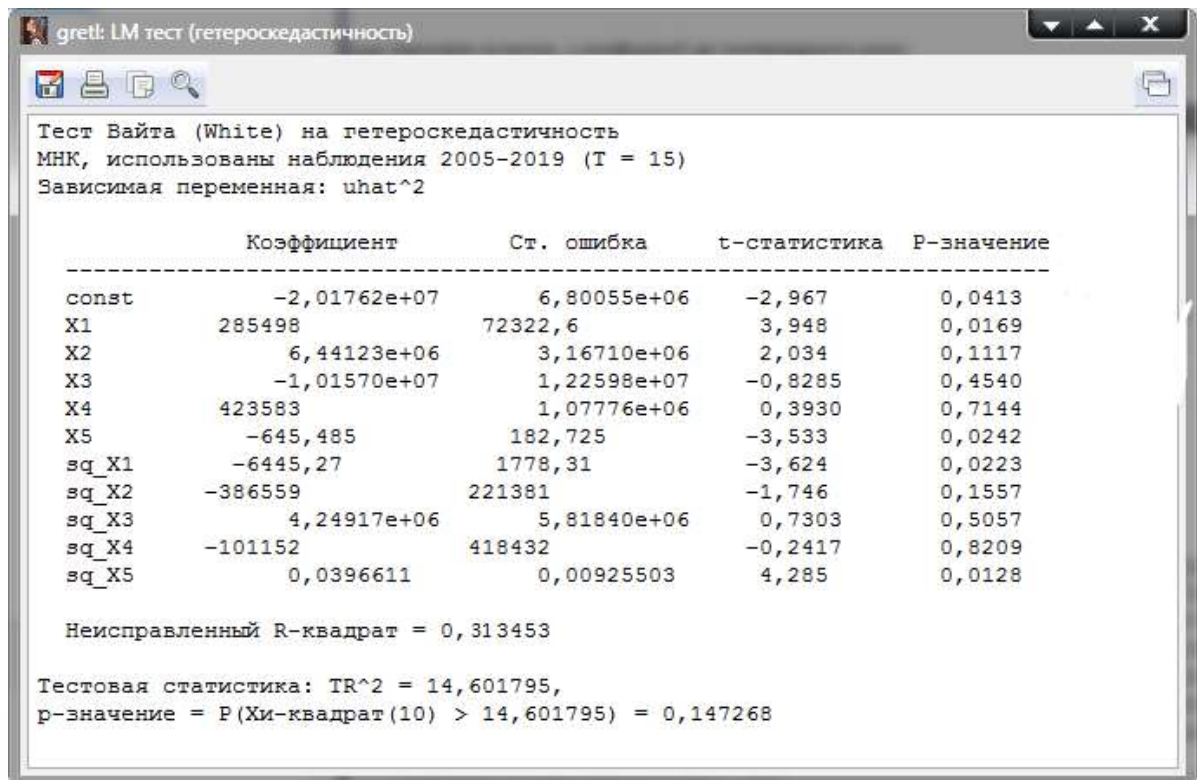 gretl: LM тест (гетероскедастичность)
Тест Вайта (White) на гетероскедастичность
МНК, использованы наблюдения 2005-2019 (T = 15)
Зависимая переменная: uhat^2
Коэффициент Ст. ошибка t-статистика P-значение
-----------------------------------------------------------------------
const -2,01762e+07 6,80055e+06 -2,967 0,0413
X1 285498 72322,6 3,948 0,0169
X2 6,44123e+06 3,16710e+06 2,034 0,1117
X3 -1,01570e+07 1,22598e+07 -0,8285 0,4540
X4 423583 1,07776e+06 0,3930 0,7144
X5 -645,485 182,725 -3,533 0,0242
sq_X1 -6445,27 1778,31 -3,624 0,0223
sq_X2 -386559 221381 -1,746 0,1557
sq_X3 4,24917e+06 5,81840e+06 0,7303 0,5057
sq_X4 -101152 418432 -0,2417 0,8209
sq_X5 0,0396611 0,00925503 4,285 0,0128
Неисправленный R-квадрат = 0,313453
Тестовая статистика: TR^2 = 14,601795,
р-значение = P(Хи-квадрат(10) > 14,601795) = 0,147268